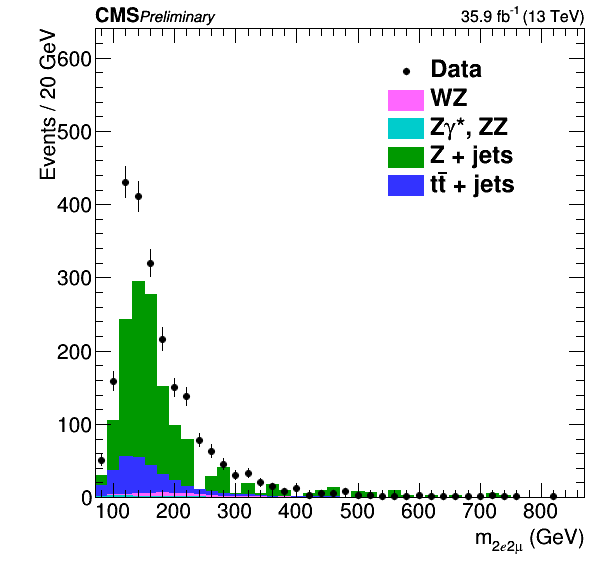 CMS Preliminary 35.9 fb⁻¹ (13 TeV)
Events / 20 GeV
600
500
400
300
200
100
0
Data
WZ
Zγ*, ZZ
Z + jets
tt̄ + jets
100 200 300 400 500 600 700 800
m₂ₑ₂μ (GeV)